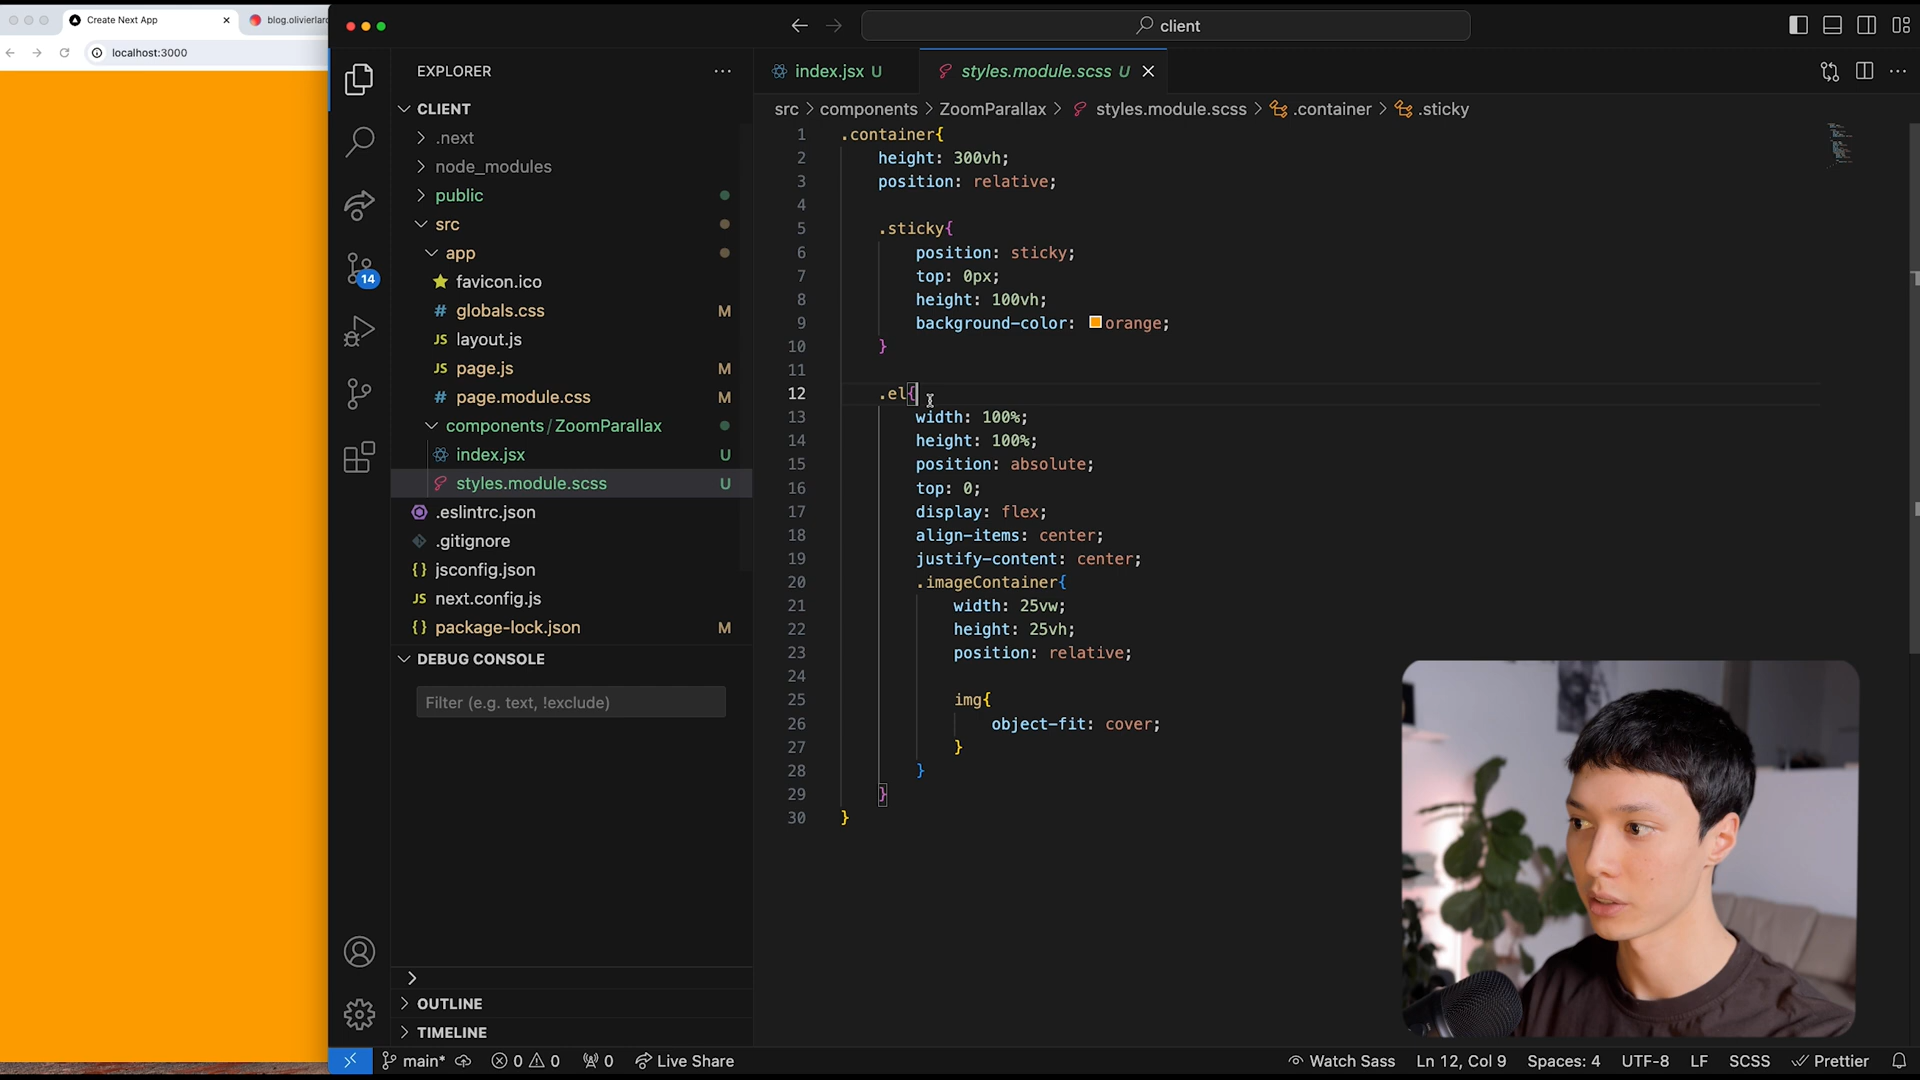 Create Next App
blog.olivierlaro
localhost:3000
client
EXPLORER
CLIENT
.next
node_modules
public
src
app
favicon.ico
globals.css M
layout.js
page.js M
page.module.css M
components/ZoomParallax
index.jsx U
styles.module.scss U
.eslintrc.json
.gitignore
jsconfig.json
next.config.js
package-lock.json M
DEBUG CONSOLE
Filter (e.g. text, !exclude)
OUTLINE
TIMELINE
14
index.jsx U
styles.module.scss U
src > components > ZoomParallax > styles.module.scss > .container > .sticky
1 .container{
2 height: 300vh;
3 position: relative;
4
5 .sticky{
6 position: sticky;
7 top: 0px;
8 height: 100vh;
9 background-color: orange;
10 }
11
12 .el{
13 width: 100%;
14 height: 100%;
15 position: absolute;
16 top: 0;
17 display: flex;
18 align-items: center;
19 justify-content: center;
20 .imageContainer{
21 width: 25vw;
22 height: 25vh;
23 position: relative;
24
25 img{
26 object-fit: cover;
27 }
28 }
29 }
30 }
main* 0 0 0 Live Share
Watch Sass Ln 12, Col 9 Spaces: 4 UTF-8 LF SCSS Prettier